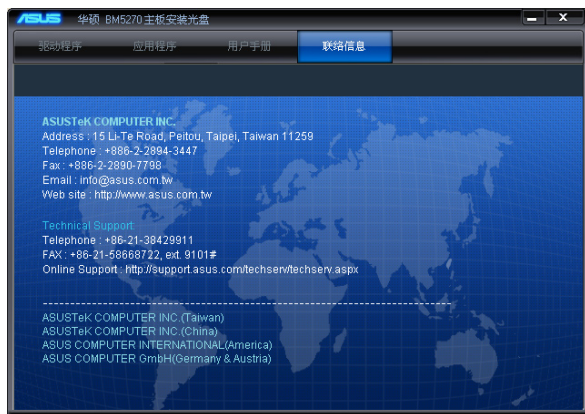 ASUS 华硕 BM5270 主板安装光盘
驱动程序 应用程序 用户手册 联络信息
ASUSTeK COMPUTER INC.
Address : 15 Li-Te Road, Peitou, Taipei, Taiwan 11259
Telephone : +886-2-2894-3447
Fax : +886-2-2890-7798
Email : info@asus.com.tw
Web site : http://www.asus.com.tw
Technical Support
Telephone : +86-21-38429911
FAX : +86-21-58668722, ext. 9101#
Online Support : http://support.asus.com/techserv/techserv.aspx
ASUSTeK COMPUTER INC.(Taiwan)
ASUSTeK COMPUTER INC.(China)
ASUS COMPUTER INTERNATIONAL(America)
ASUS COMPUTER GmbH(Germany & Austria)